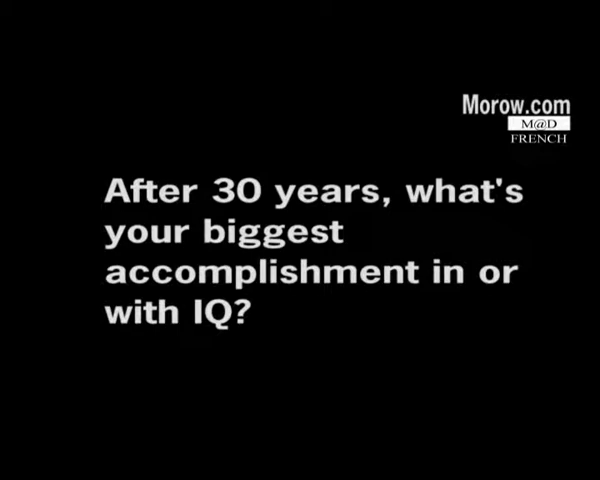 Morow.com
M@D
FRENCH
After 30 years, what's
your biggest
accomplishment in or
with IQ?